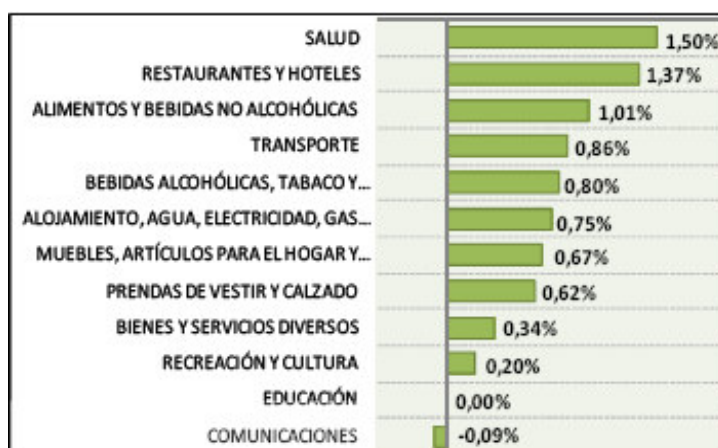 SALUD 1,50%
RESTAURANTES Y HOTELES 1,37%
ALIMENTOS Y BEBIDAS NO ALCOHÓLICAS 1,01%
TRANSPORTE 0,86%
BEBIDAS ALCOHÓLICAS, TABACO Y... 0,80%
ALOJAMIENTO, AGUA, ELECTRICIDAD, GAS... 0,75%
MUEBLES, ARTÍCULOS PARA EL HOGAR Y... 0,67%
PRENDAS DE VESTIR Y CALZADO 0,62%
BIENES Y SERVICIOS DIVERSOS 0,34%
RECREACIÓN Y CULTURA 0,20%
EDUCACIÓN 0,00%
COMUNICACIONES -0,09%